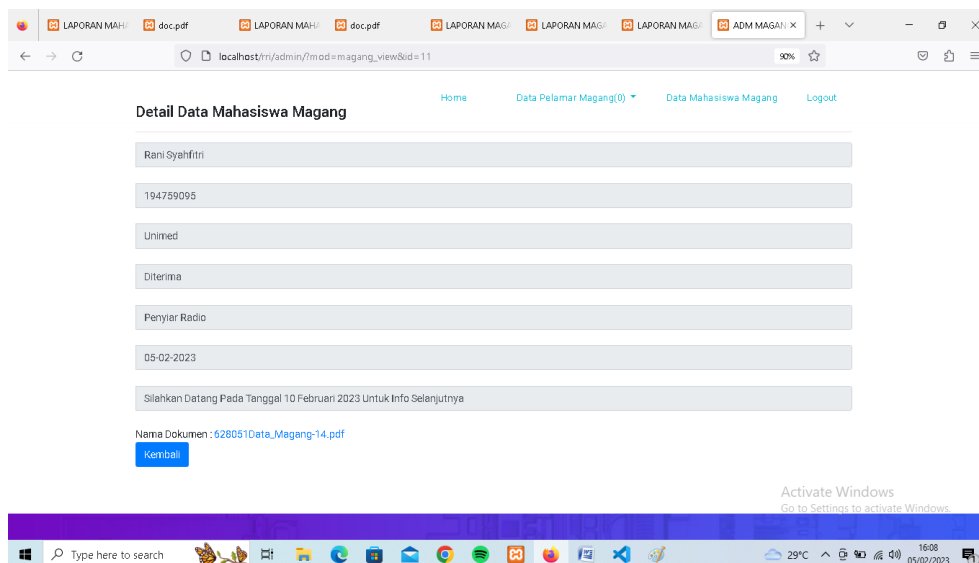 LAPORAN MAHA
doc.pdf
LAPORAN MAHA
doc.pdf
LAPORAN MAGA
LAPORAN MAGA
LAPORAN MAGA
ADM MAGAN
localhost/rri/admin/?mod=magang_view&id=11
90%
Home
Data Pelamar Magang(0)
Data Mahasiswa Magang
Logout
Detail Data Mahasiswa Magang
Rani Syahfitri
194759095
Unimed
Diterima
Penyiar Radio
05-02-2023
Silahkan Datang Pada Tanggal 10 Februari 2023 Untuk Info Selanjutnya
Nama Dokumen : 628051Data_Magang-14.pdf
Kembali
Activate Windows
Go to Settings to activate Windows.
Type here to search
29°C
16:08
05/02/2023